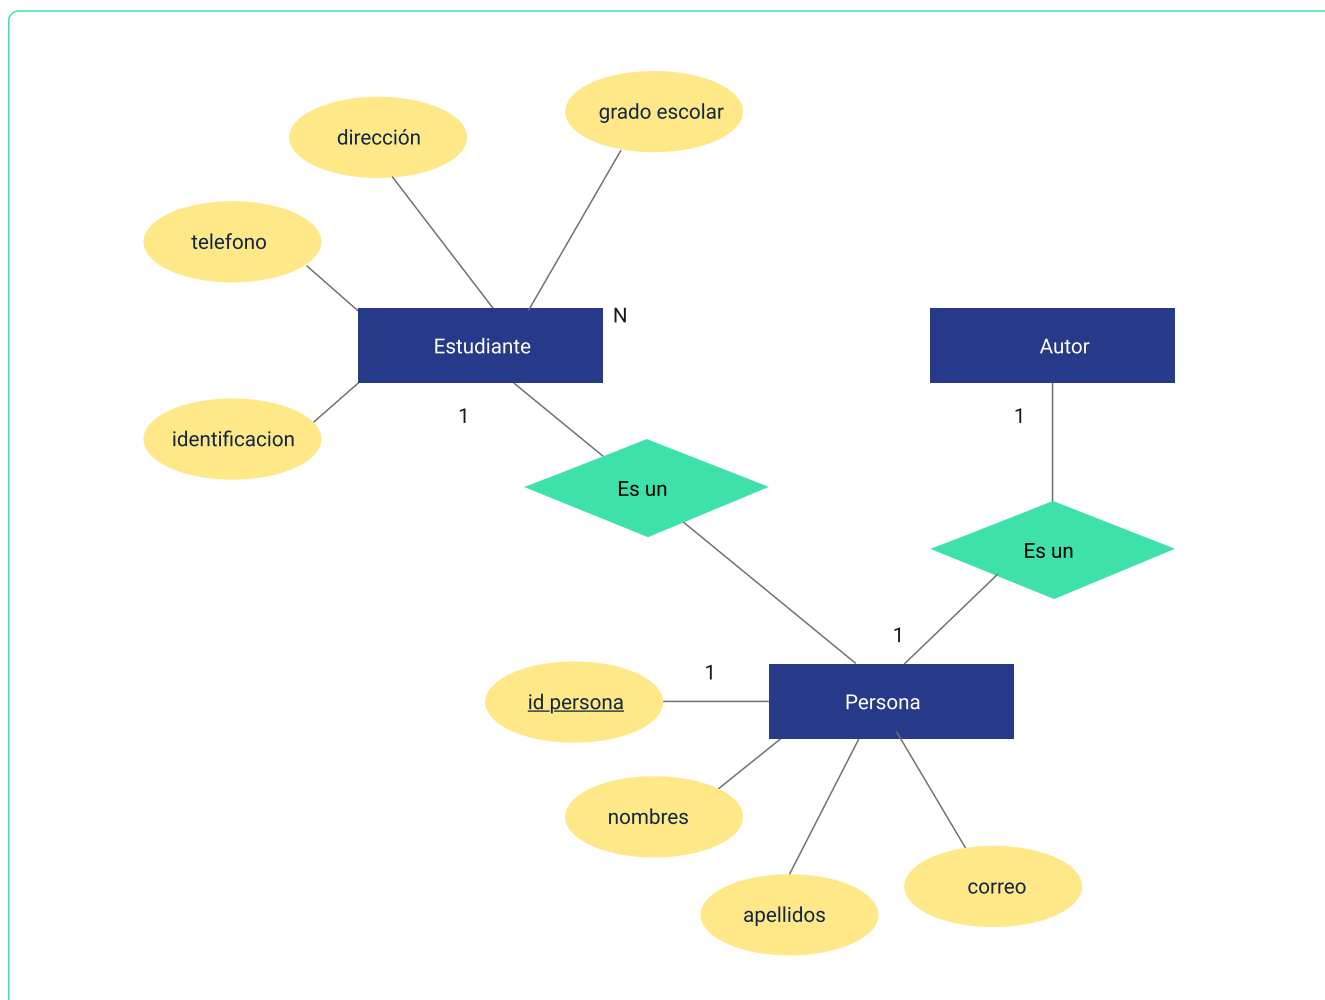 grado escolar
dirección
telefono
N
Estudiante
Autor
1
1
identificacion
Es un
Es un
1
1
id persona
Persona
nombres
correo
apellidos